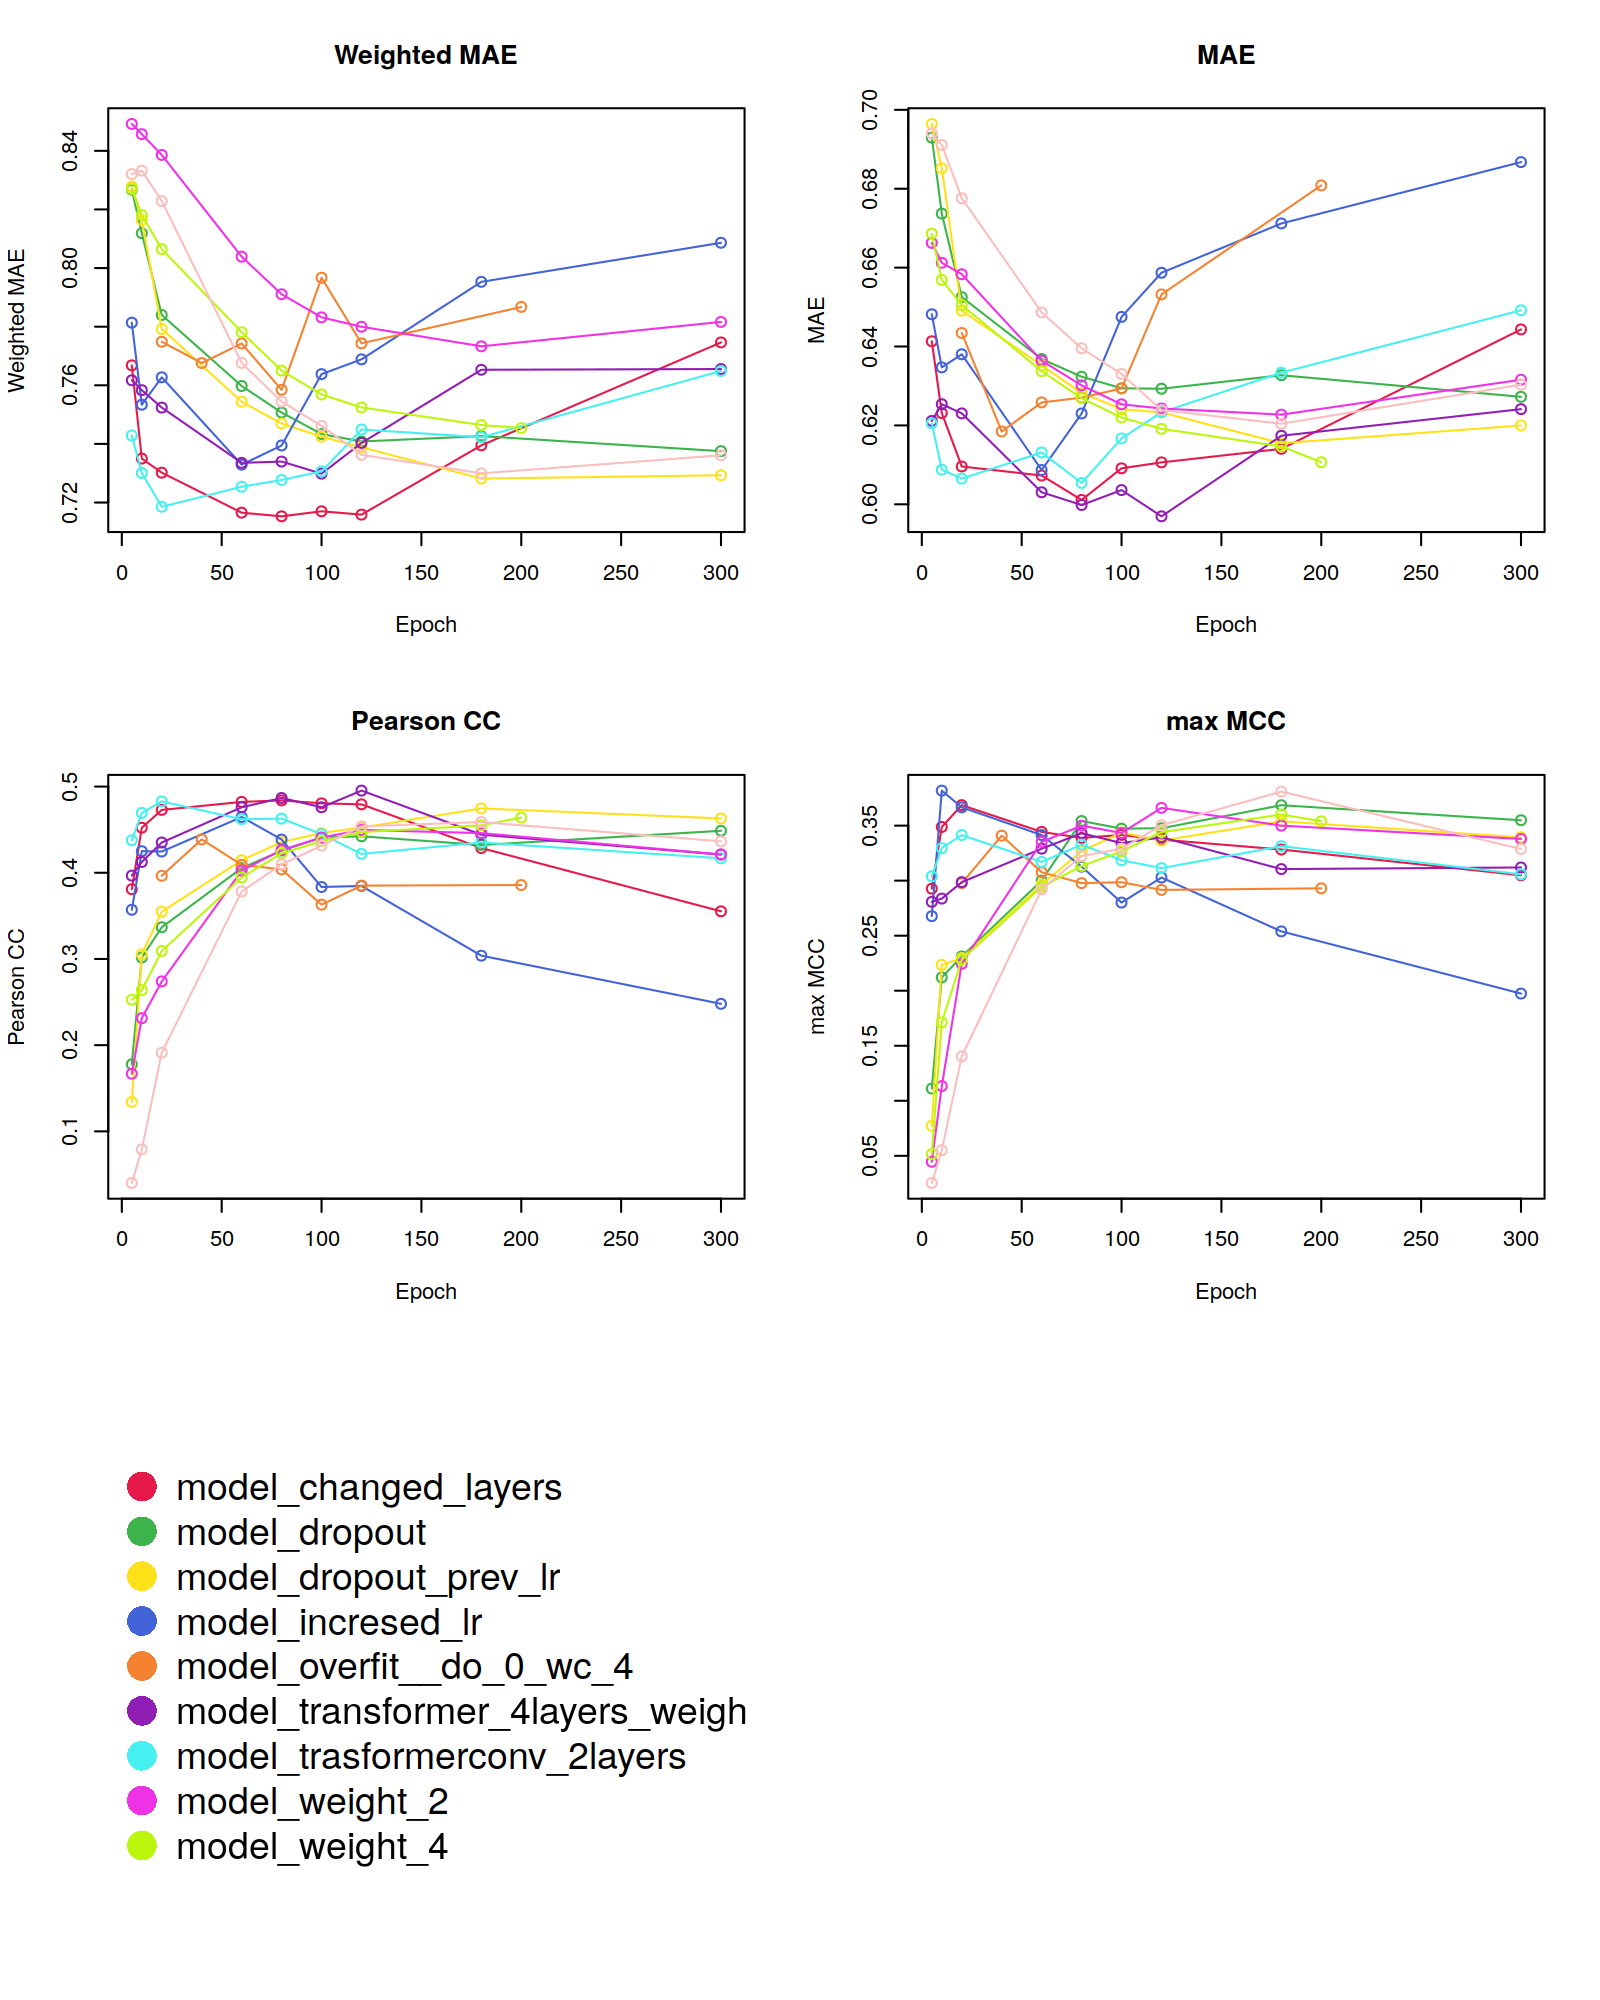 Weighted MAE
Weighted MAE
0.72 0.76 0.80 0.84
0 50 100 150 200 250 300
Epoch
MAE
MAE
0.60 0.62 0.64 0.66 0.68 0.70
0 50 100 150 200 250 300
Epoch
Pearson CC
Pearson CC
0.1 0.2 0.3 0.4 0.5
0 50 100 150 200 250 300
Epoch
max MCC
max MCC
0.05 0.15 0.25 0.35
0 50 100 150 200 250 300
Epoch
model_changed_layers
model_dropout
model_dropout_prev_lr
model_incresed_lr
model_overfit__do_0_wc_4
model_transformer_4layers_weigh
model_trasformerconv_2layers
model_weight_2
model_weight_4